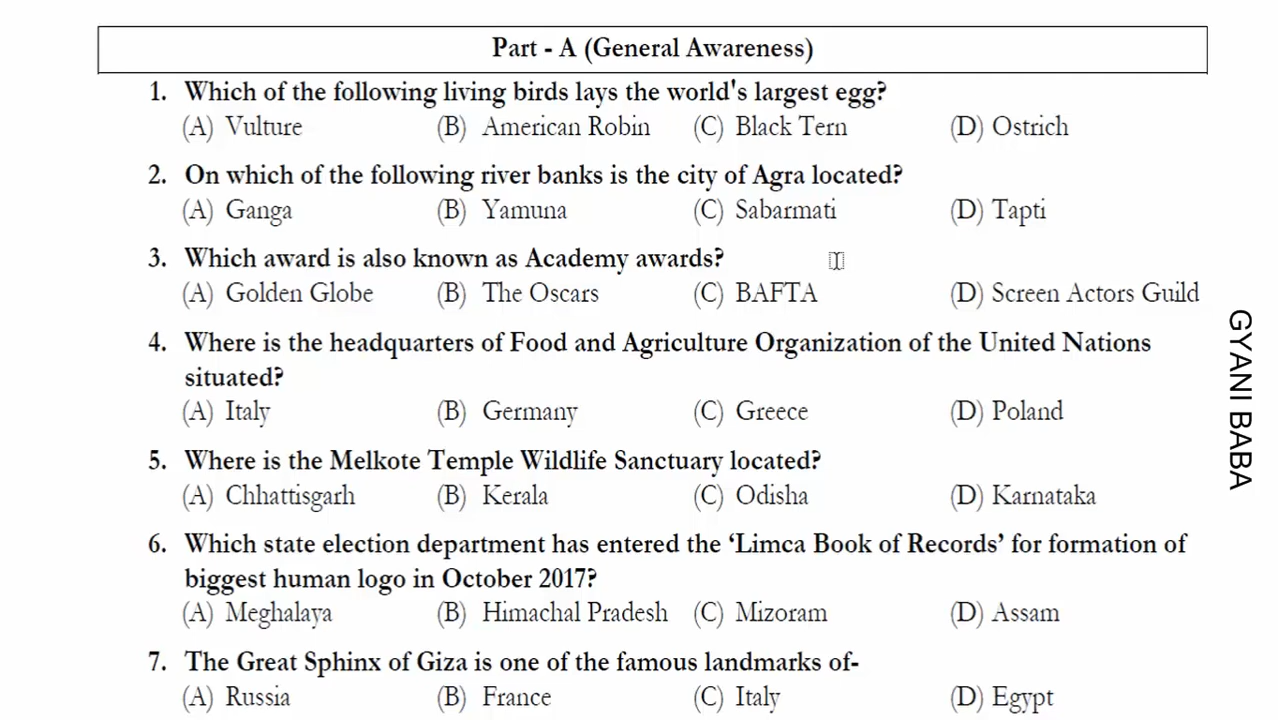 Part - A (General Awareness)
1. Which of the following living birds lays the world's largest egg?
(A) Vulture (B) American Robin (C) Black Tern (D) Ostrich
2. On which of the following river banks is the city of Agra located?
(A) Ganga (B) Yamuna (C) Sabarmati (D) Tapti
3. Which award is also known as Academy awards?
(A) Golden Globe (B) The Oscars (C) BAFTA (D) Screen Actors Guild
4. Where is the headquarters of Food and Agriculture Organization of the United Nations
situated?
(A) Italy (B) Germany (C) Greece (D) Poland
5. Where is the Melkote Temple Wildlife Sanctuary located?
(A) Chhattisgarh (B) Kerala (C) Odisha (D) Karnataka
6. Which state election department has entered the ‘Limca Book of Records’ for formation of
biggest human logo in October 2017?
(A) Meghalaya (B) Himachal Pradesh (C) Mizoram (D) Assam
7. The Great Sphinx of Giza is one of the famous landmarks of-
(A) Russia (B) France (C) Italy (D) Egypt
GYANI BABA